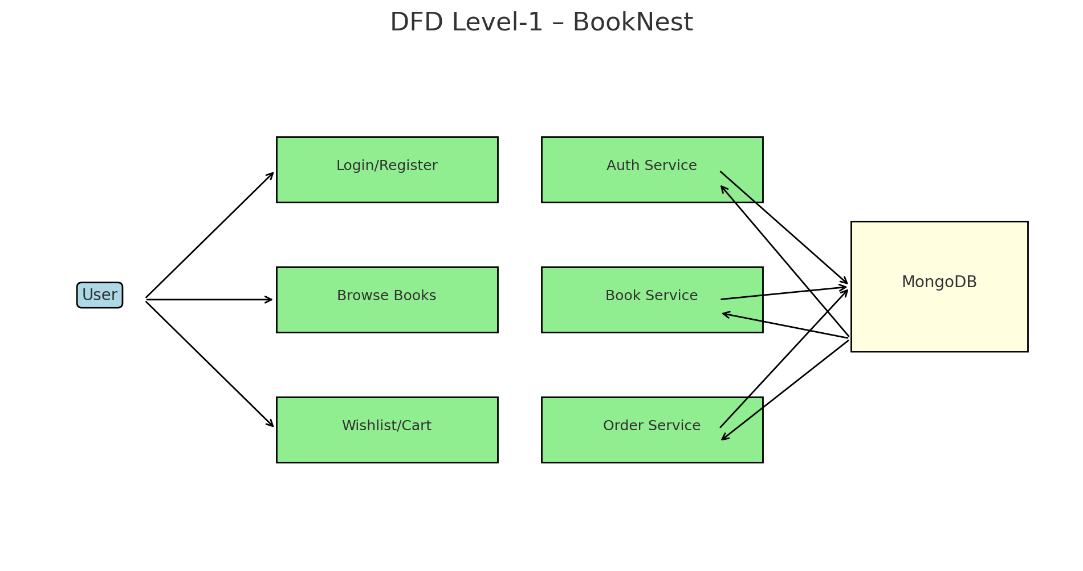 DFD Level-1 – BookNest
Login/Register
Auth Service
User
Browse Books
Book Service
MongoDB
Wishlist/Cart
Order Service